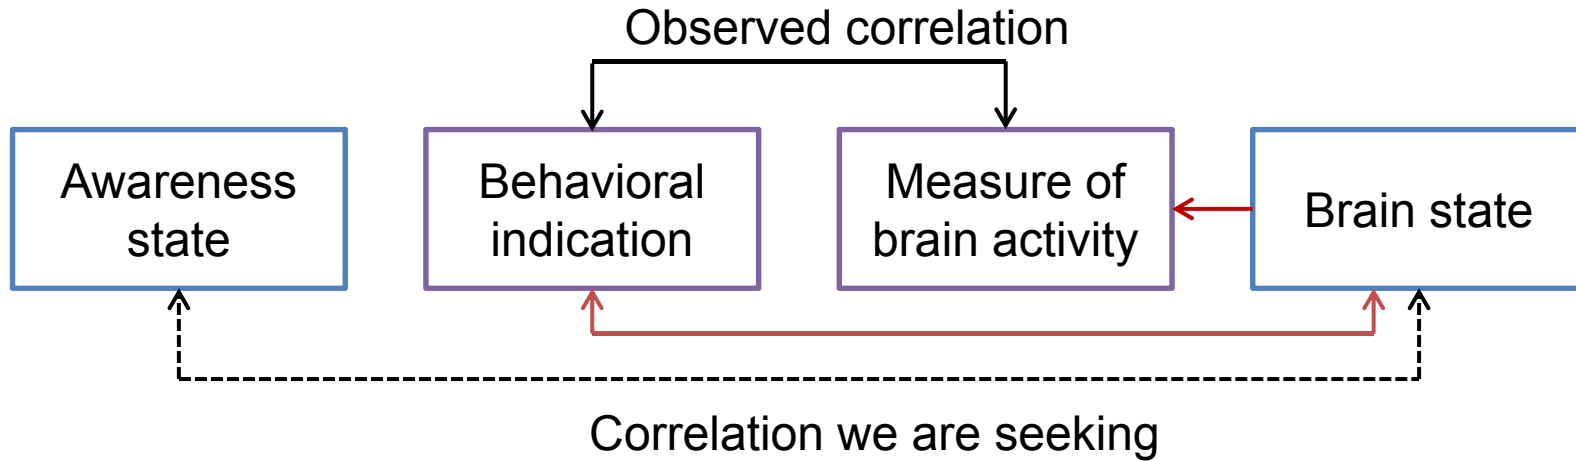 Observed correlation
Awareness
state
Behavioral
indication
Measure of
brain activity
Brain state
Correlation we are seeking